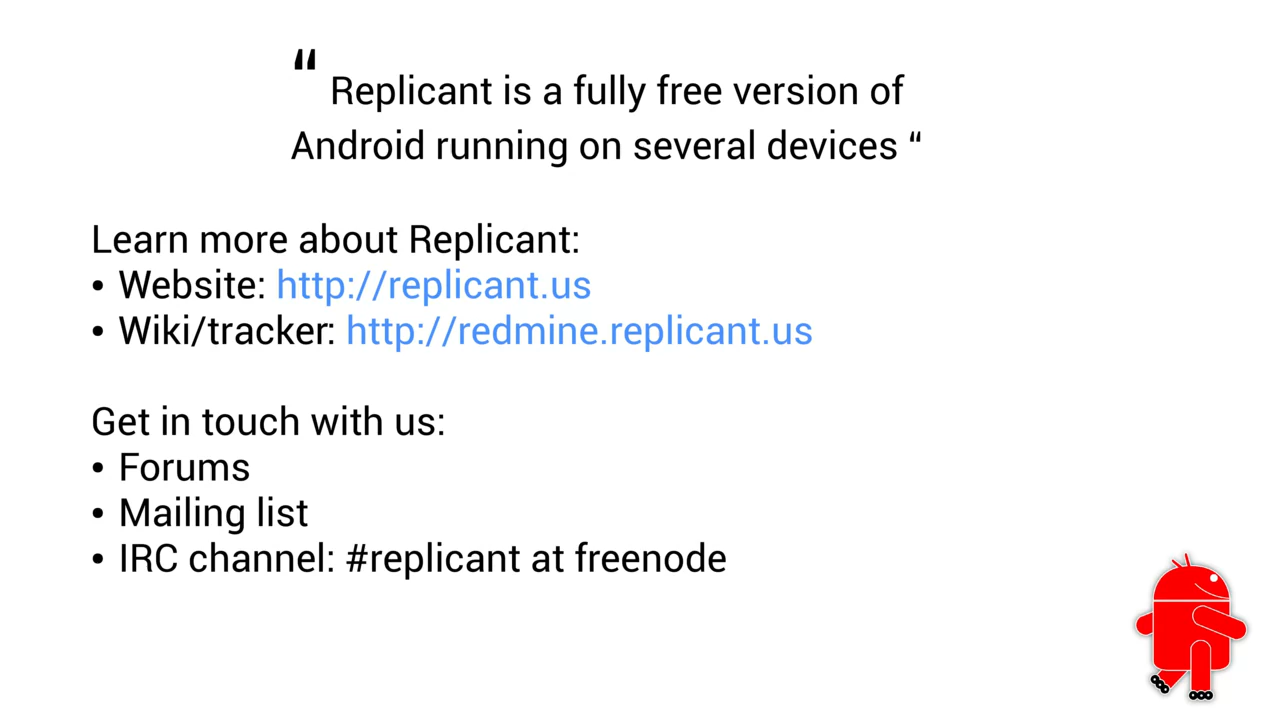 “ Replicant is a fully free version of
Android running on several devices “
Learn more about Replicant:
• Website: http://replicant.us
• Wiki/tracker: http://redmine.replicant.us
Get in touch with us:
• Forums
• Mailing list
• IRC channel: #replicant at freenode